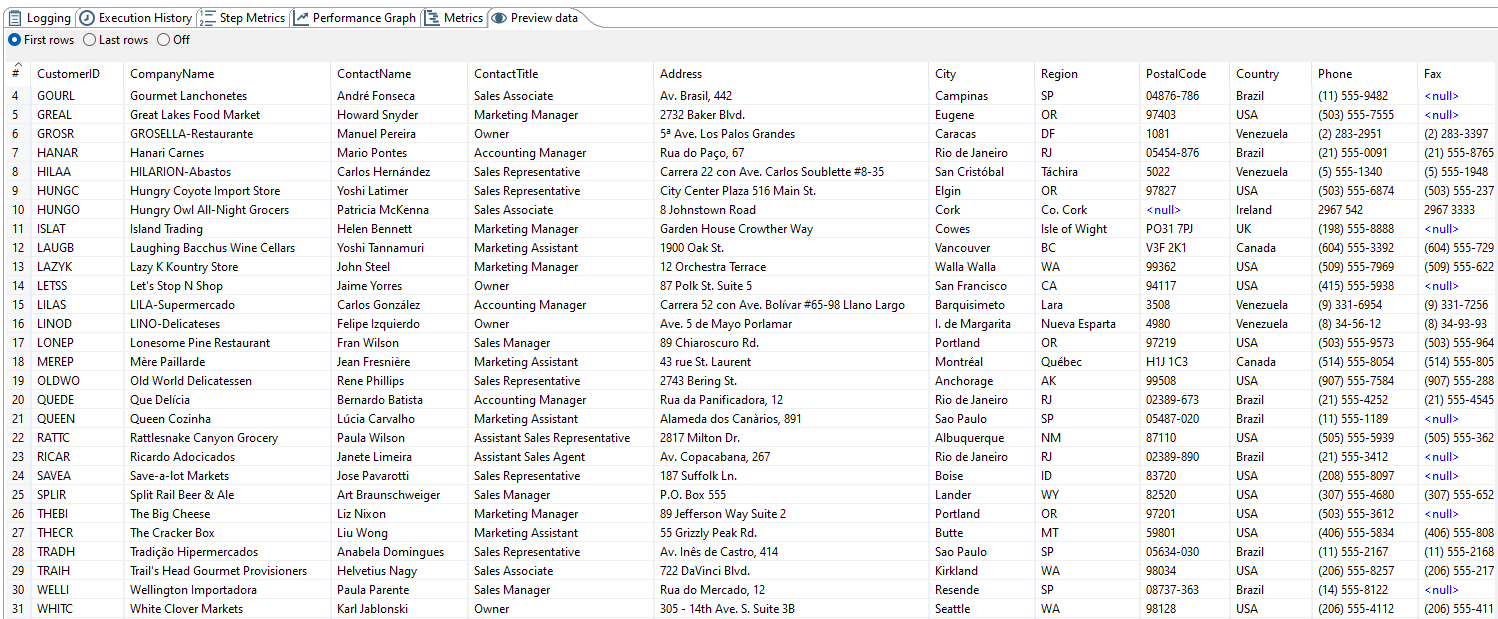 Logging Execution History Step Metrics Performance Graph Metrics Preview data
First rows Last rows Off
# CustomerID CompanyName ContactName ContactTitle Address City Region PostalCode Country Phone Fax
4 GOURL Gourmet Lanchonetes André Fonseca Sales Associate Av. Brasil, 442 Campinas SP 04876-786 Brazil (11) 555-9482 <null>
5 GREAL Great Lakes Food Market Howard Snyder Marketing Manager 2732 Baker Blvd. Eugene OR 97403 USA (503) 555-7555 <null>
6 GROSR GROSELLA-Restaurante Manuel Pereira Owner 5ª Ave. Los Palos Grandes Caracas DF 1081 Venezuela (2) 283-2951 (2) 283-3397
7 HANAR Hanari Carnes Mario Pontes Accounting Manager Rua do Paço, 67 Rio de Janeiro RJ 05454-876 Brazil (21) 555-0091 (21) 555-8765
8 HILAA HILARION-Abastos Carlos Hernández Sales Representative Carrera 22 con Ave. Carlos Soublette #8-35 San Cristóbal Táchira 5022 Venezuela (5) 555-1340 (5) 555-1948
9 HUNGC Hungry Coyote Import Store Yoshi Latimer Sales Representative City Center Plaza 516 Main St. Elgin OR 97827 USA (503) 555-6874 (503) 555-237
10 HUNGO Hungry Owl All-Night Grocers Patricia McKenna Sales Associate 8 Johnstown Road Cork Co. Cork <null> Ireland 2967 542 2967 3333
11 ISLAT Island Trading Helen Bennett Marketing Manager Garden House Crowther Way Cowes Isle of Wight PO31 7PJ UK (198) 555-8888 <null>
12 LAUGB Laughing Bacchus Wine Cellars Yoshi Tannamuri Marketing Assistant 1900 Oak St. Vancouver BC V3F 2K1 Canada (604) 555-3392 (604) 555-729
13 LAZYK Lazy K Kountry Store John Steel Marketing Manager 12 Orchestra Terrace Walla Walla WA 99362 USA (509) 555-7969 (509) 555-622
14 LETSS Let's Stop N Shop Jaime Yorres Owner 87 Polk St. Suite 5 San Francisco CA 94117 USA (415) 555-5938 <null>
15 LILAS LILA-Supermercado Carlos González Accounting Manager Carrera 52 con Ave. Bolívar #65-98 Llano Largo Barquisimeto Lara 3508 Venezuela (9) 331-6954 (9) 331-7256
16 LINOD LINO-Delicateses Felipe Izquierdo Owner Ave. 5 de Mayo Porlamar I. de Margarita Nueva Esparta 4980 Venezuela (8) 34-56-12 (8) 34-93-93
17 LONEP Lonesome Pine Restaurant Fran Wilson Sales Manager 89 Chiaroscuro Rd. Portland OR 97219 USA (503) 555-9573 (503) 555-964
18 MEREP Mère Paillarde Jean Fresnière Marketing Assistant 43 rue St. Laurent Montréal Québec H1J 1C3 Canada (514) 555-8054 (514) 555-805
19 OLDWO Old World Delicatessen Rene Phillips Sales Representative 2743 Bering St. Anchorage AK 99508 USA (907) 555-7584 (907) 555-288
20 QUEDE Que Delícia Bernardo Batista Accounting Manager Rua da Panificadora, 12 Rio de Janeiro RJ 02389-673 Brazil (21) 555-4252 (21) 555-4545
21 QUEEN Queen Cozinha Lúcia Carvalho Marketing Assistant Alameda dos Canàrios, 891 Sao Paulo SP 05487-020 Brazil (11) 555-1189 <null>
22 RATTC Rattlesnake Canyon Grocery Paula Wilson Assistant Sales Representative 2817 Milton Dr. Albuquerque NM 87110 USA (505) 555-5939 (505) 555-362
23 RICAR Ricardo Adocicados Janete Limeira Assistant Sales Agent Av. Copacabana, 267 Rio de Janeiro RJ 02389-890 Brazil (21) 555-3412 <null>
24 SAVEA Save-a-lot Markets Jose Pavarotti Sales Representative 187 Suffolk Ln. Boise ID 83720 USA (208) 555-8097 <null>
25 SPLIR Split Rail Beer & Ale Art Braunschweiger Sales Manager P.O. Box 555 Lander WY 82520 USA (307) 555-4680 (307) 555-652
26 THEBI The Big Cheese Liz Nixon Marketing Manager 89 Jefferson Way Suite 2 Portland OR 97201 USA (503) 555-3612 <null>
27 THECR The Cracker Box Liu Wong Marketing Assistant 55 Grizzly Peak Rd. Butte MT 59801 USA (406) 555-5834 (406) 555-808
28 TRADH Tradição Hipermercados Anabela Domingues Sales Representative Av. Inês de Castro, 414 Sao Paulo SP 05634-030 Brazil (11) 555-2167 (11) 555-2168
29 TRAIH Trail's Head Gourmet Provisioners Helvetius Nagy Sales Associate 722 DaVinci Blvd. Kirkland WA 98034 USA (206) 555-8257 (206) 555-217
30 WELLI Wellington Importadora Paula Parente Sales Manager Rua do Mercado, 12 Resende SP 08737-363 Brazil (14) 555-8122 <null>
31 WHITC White Clover Markets Karl Jablonski Owner 305 - 14th Ave. S. Suite 3B Seattle WA 98128 USA (206) 555-4112 (206) 555-411